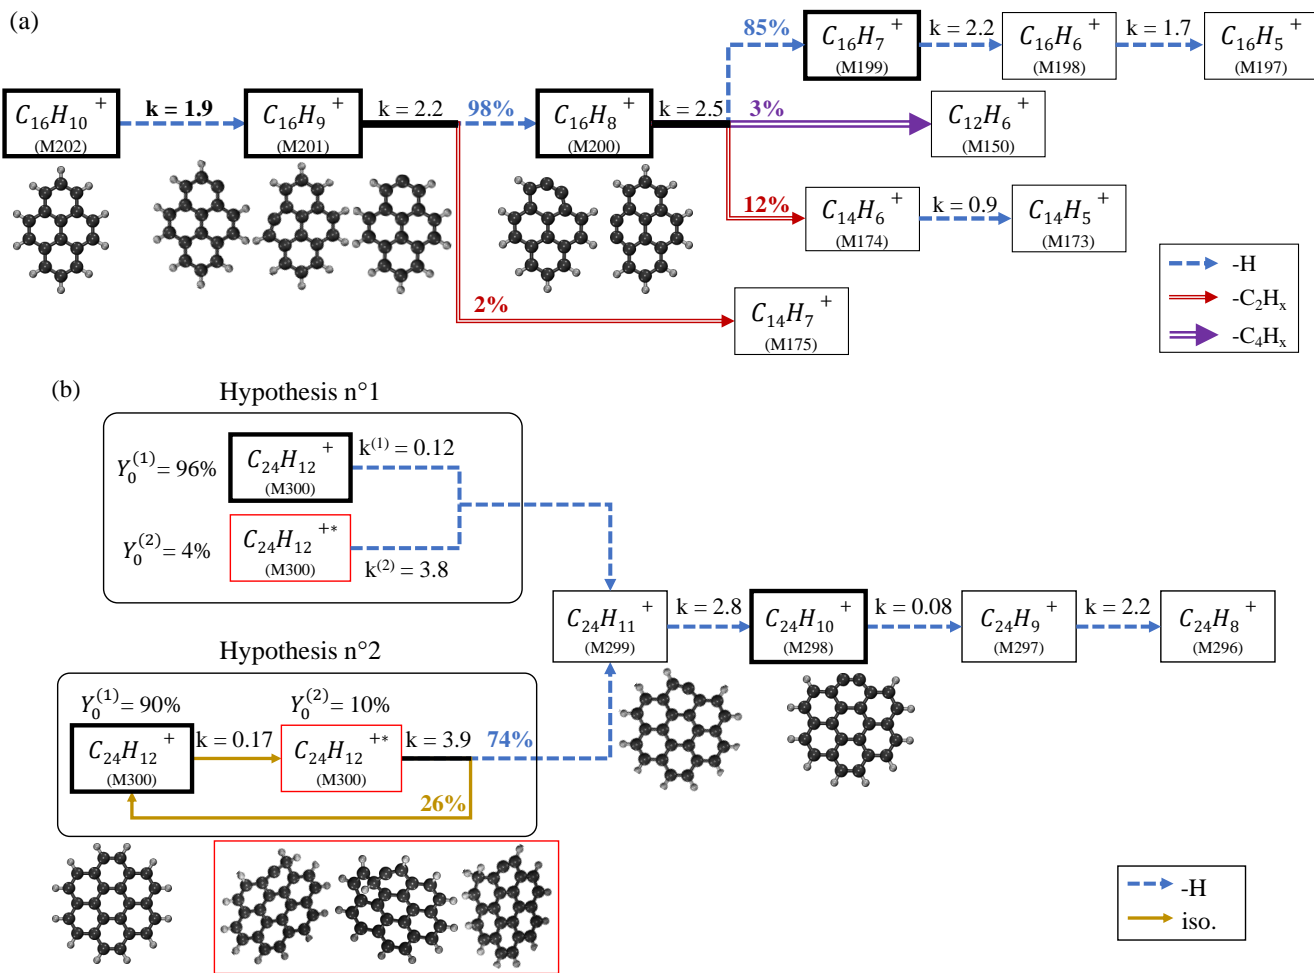 (a)
85%
C16H7+
(M199)
k = 2.2
C16H6+
(M198)
k = 1.7
C16H5+
(M197)
C16H10+
(M202)
k = 1.9
C16H9+
(M201)
k = 2.2
98%
C16H8+
(M200)
k = 2.5
3%
C12H6+
(M150)
12%
C14H6+
(M174)
k = 0.9
C14H5+
(M173)
2%
C14H7+
(M175)
-H
-C2Hx
-C4Hx
(b)
Hypothesis n°1
Y0(1)= 96%
C24H12+
(M300)
k(1) = 0.12
Y0(2)= 4%
C24H12+*
(M300)
k(2) = 3.8
C24H11+
(M299)
k = 2.8
C24H10+
(M298)
k = 0.08
C24H9+
(M297)
k = 2.2
C24H8+
(M296)
Hypothesis n°2
Y0(1)= 90%
Y0(2)= 10%
C24H12+
(M300)
k = 0.17
C24H12+*
(M300)
k = 3.9
74%
26%
-H
iso.